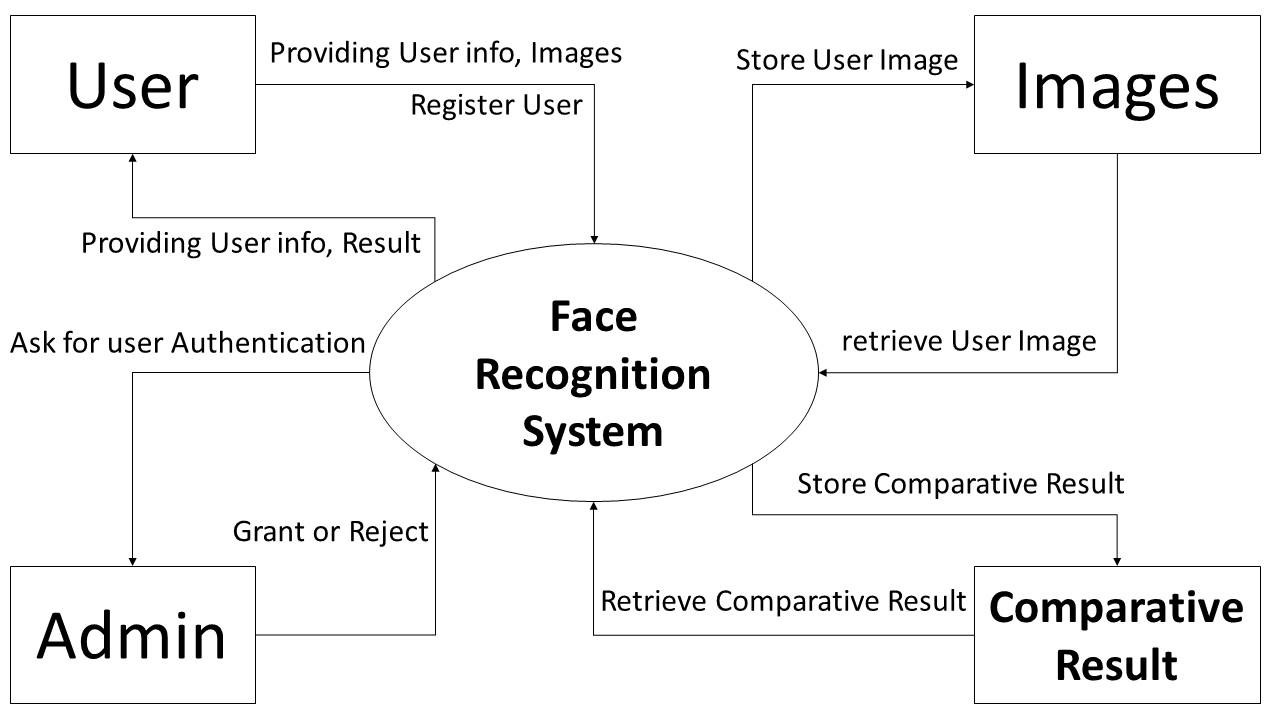 User
Providing User info, Images
Register User
Store User Image
Images
Providing User info, Result
Ask for user Authentication
Face
Recognition
System
retrieve User Image
Store Comparative Result
Grant or Reject
Retrieve Comparative Result
Admin
Comparative
Result